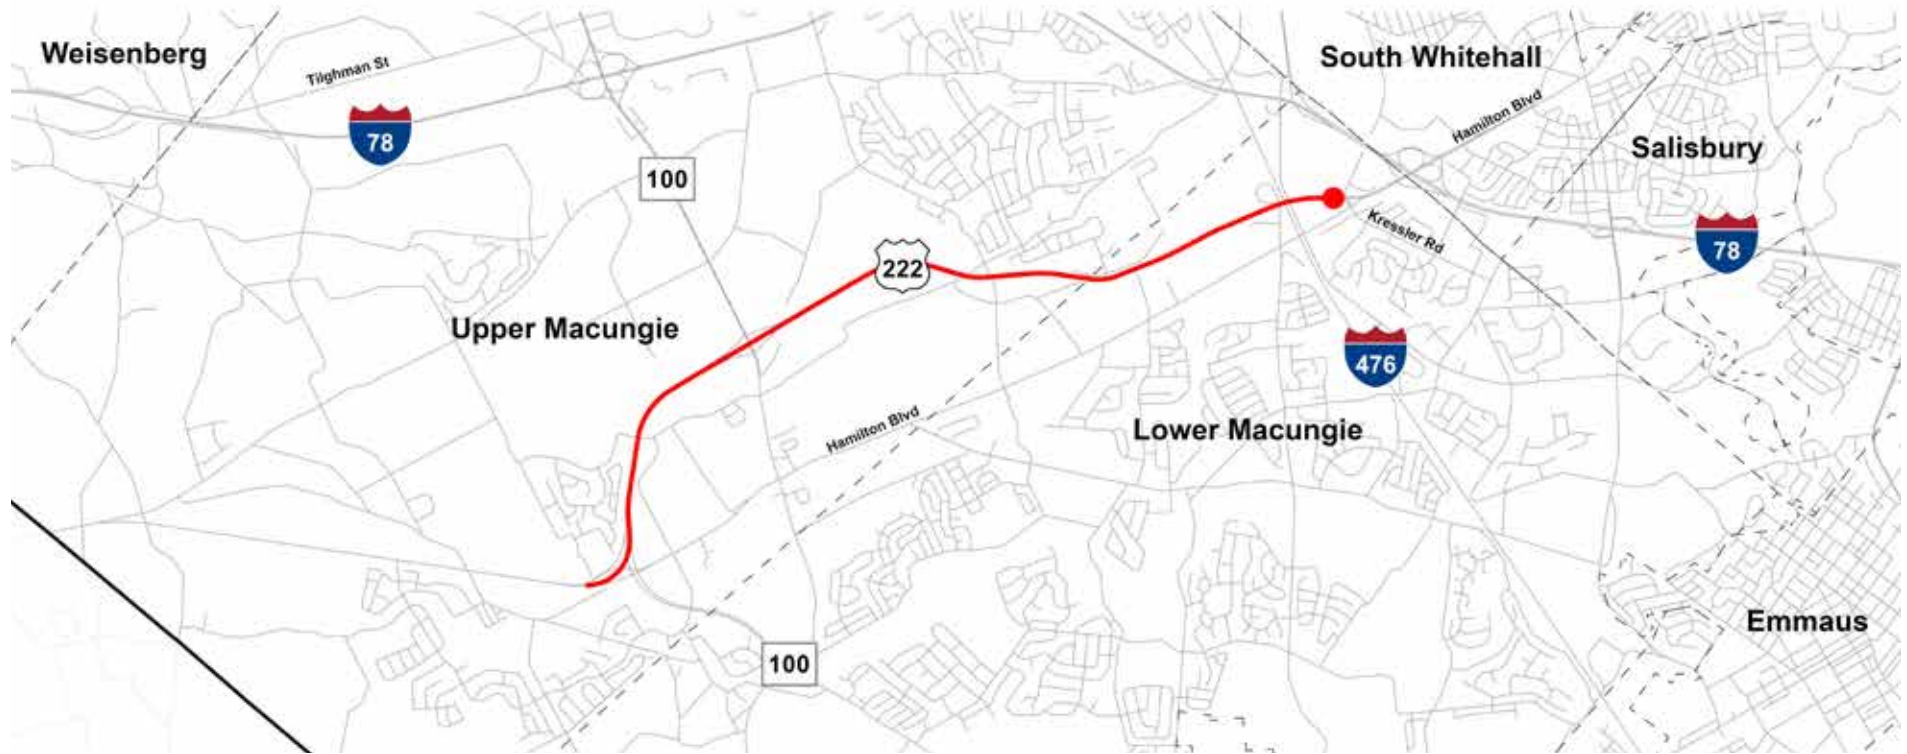 Weisenberg
South Whitehall
Tilghman St
Hamilton Blvd
78
Salisbury
100
Kressler Rd
78
222
Upper Macungie
476
Hamilton Blvd
Lower Macungie
Emmaus
100